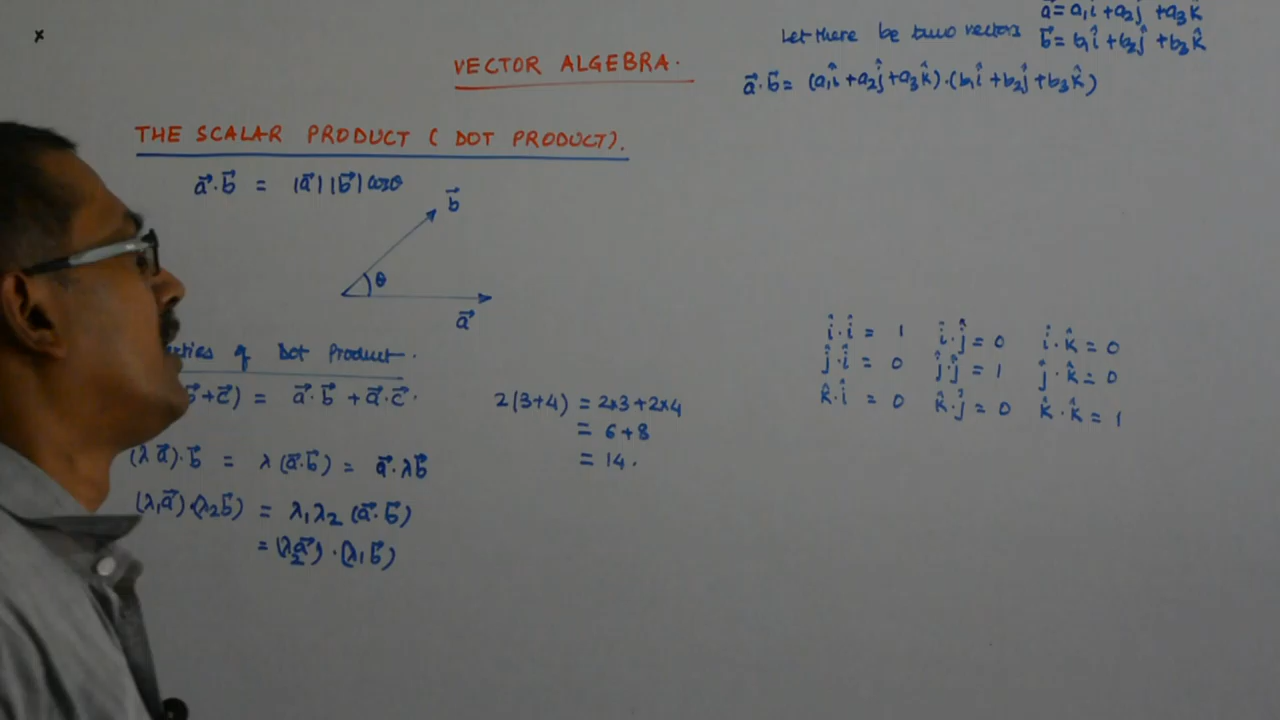 x
VECTOR ALGEBRA.
THE SCALAR PRODUCT ( DOT PRODUCT).
a⃗·b⃗ = |a⃗| |b⃗| cosθ
b⃗
θ
a⃗
of Dot Product.
+c⃗) = a⃗·b⃗ + a⃗·c⃗.
(λa⃗)·b⃗ = λ(a⃗·b⃗) = a⃗·λb⃗
(λ₁a⃗)·(λ₂b⃗) = λ₁λ₂ (a⃗·b⃗)
= (λ₂a⃗)·(λ₁b⃗)
2(3+4) = 2×3+2×4
= 6+8
= 14.
Let there be two vectors a⃗ = a₁î + a₂ĵ + a₃k̂
b⃗ = b₁î + b₂ĵ + b₃k̂
a⃗·b⃗ = (a₁î + a₂ĵ + a₃k̂)·(b₁î + b₂ĵ + b₃k̂)
î·î = 1 î·ĵ = 0 î·k̂ = 0
ĵ·î = 0 ĵ·ĵ = 1 ĵ·k̂ = 0
k̂·î = 0 k̂·ĵ = 0 k̂·k̂ = 1